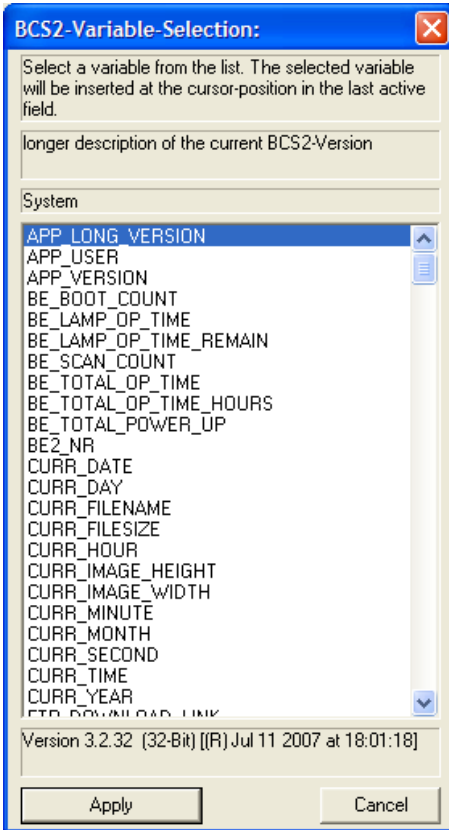 BCS2-Variable-Selection:
Select a variable from the list. The selected variable
will be inserted at the cursor-position in the last active
field.
longer description of the current BCS2-Version
System
APP_LONG_VERSION
APP_USER
APP_VERSION
BE_BOOT_COUNT
BE_LAMP_OP_TIME
BE_LAMP_OP_TIME_REMAIN
BE_SCAN_COUNT
BE_TOTAL_OP_TIME
BE_TOTAL_OP_TIME_HOURS
BE_TOTAL_POWER_UP
BE2_NR
CURR_DATE
CURR_DAY
CURR_FILENAME
CURR_FILESIZE
CURR_HOUR
CURR_IMAGE_HEIGHT
CURR_IMAGE_WIDTH
CURR_MINUTE
CURR_MONTH
CURR_SECOND
CURR_TIME
CURR_YEAR
FTP_DOWNLOAD_LINK
Version 3.2.32 (32-Bit) [(R) Jul 11 2007 at 18:01:18]
Apply
Cancel